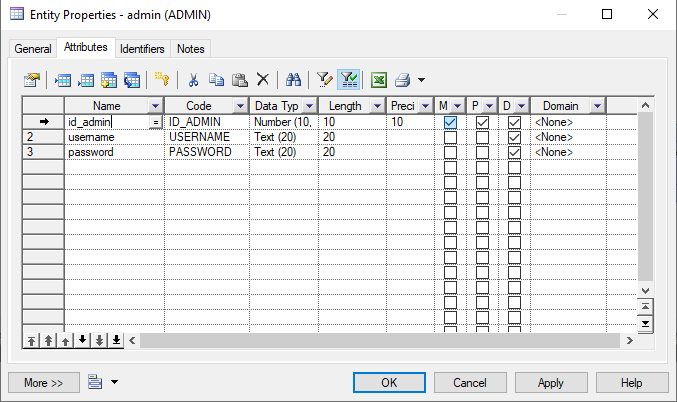 Entity Properties - admin (ADMIN)
General Attributes Identifiers Notes
Name Code Data Typ Length Preci M P D Domain
id_admin = ID_ADMIN Number (10, 10 10 <None>
2 username USERNAME Text (20) 20 <None>
3 password PASSWORD Text (20) 20 <None>
More >> OK Cancel Apply Help